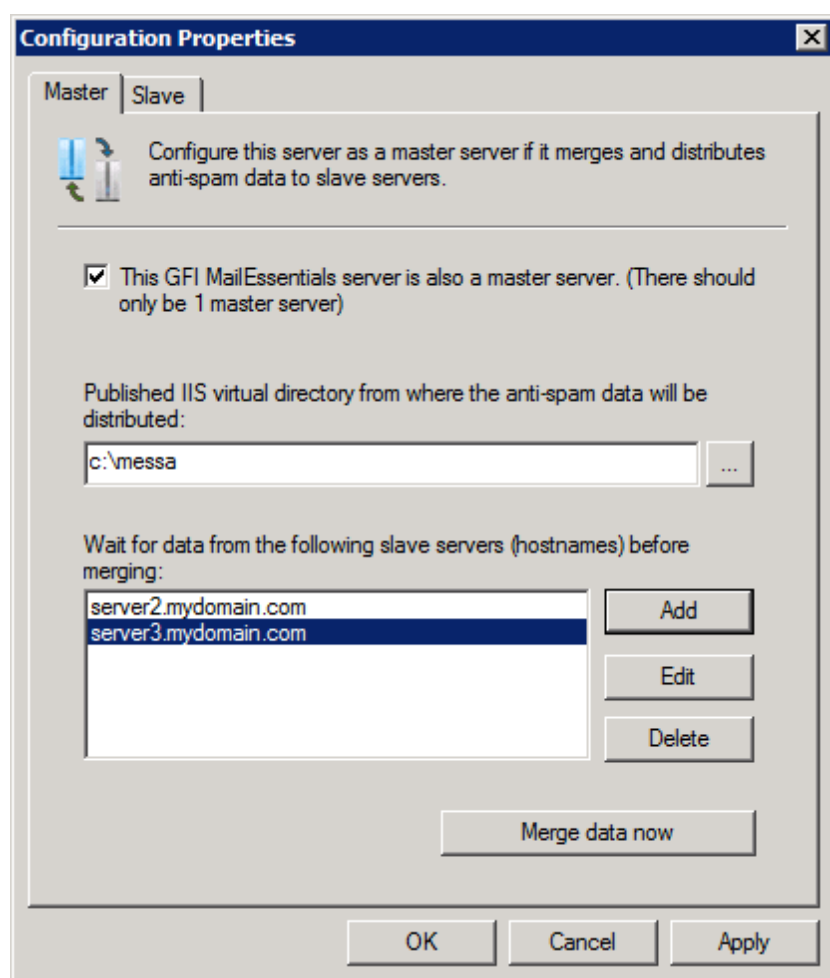 Configuration Properties
Master
Slave
Configure this server as a master server if it merges and distributes
anti-spam data to slave servers.
This GFI MailEssentials server is also a master server. (There should
only be 1 master server)
Published IIS virtual directory from where the anti-spam data will be
distributed:
c:\messa
...
Wait for data from the following slave servers (hostnames) before
merging:
server2.mydomain.com
server3.mydomain.com
Add
Edit
Delete
Merge data now
OK
Cancel
Apply